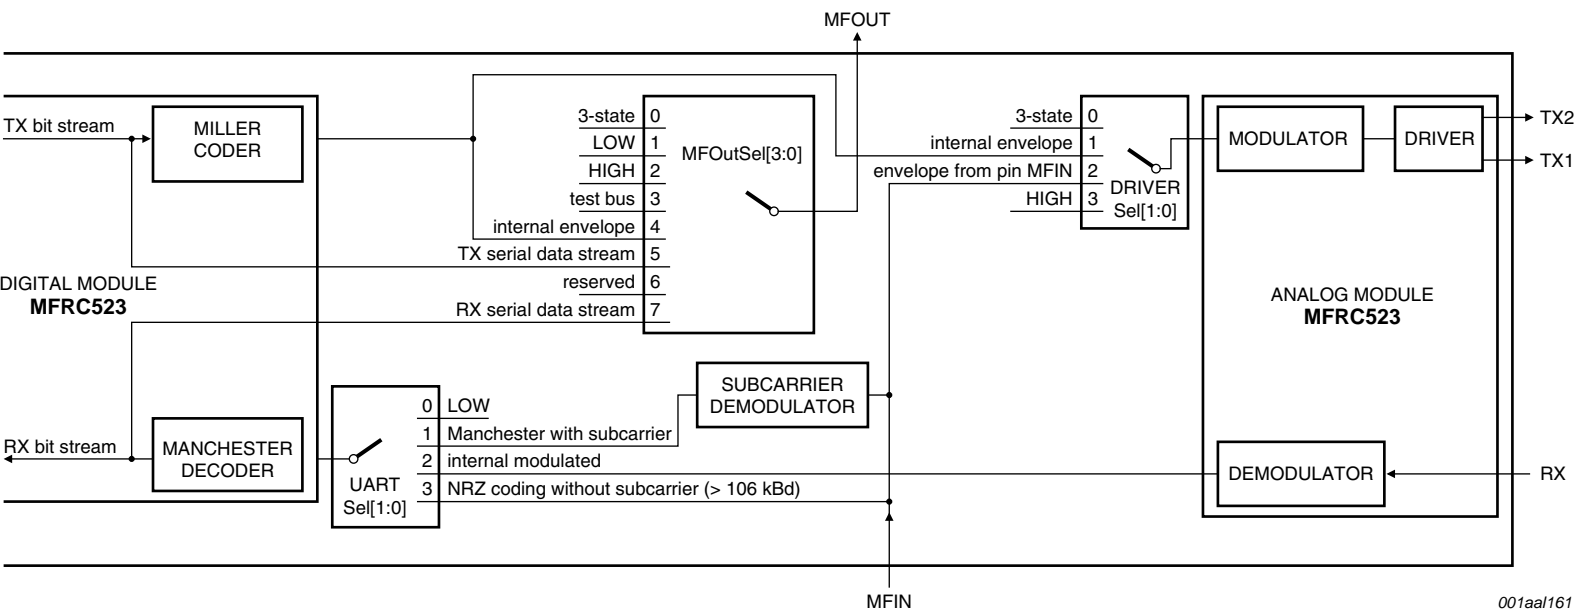 MFOUT
TX bit stream
MILLER
CODER
3-state 0
LOW 1
HIGH 2
test bus 3
internal envelope 4
TX serial data stream 5
reserved 6
RX serial data stream 7
MFOutSel[3:0]
3-state 0
internal envelope 1
envelope from pin MFIN 2
HIGH 3
DRIVER
Sel[1:0]
MODULATOR
DRIVER
TX2
TX1
DIGITAL MODULE
MFRC523
ANALOG MODULE
MFRC523
SUBCARRIER
DEMODULATOR
RX bit stream
MANCHESTER
DECODER
0 LOW
1 Manchester with subcarrier
2 internal modulated
3 NRZ coding without subcarrier (> 106 kBd)
UART
Sel[1:0]
DEMODULATOR
RX
MFIN
001aal161